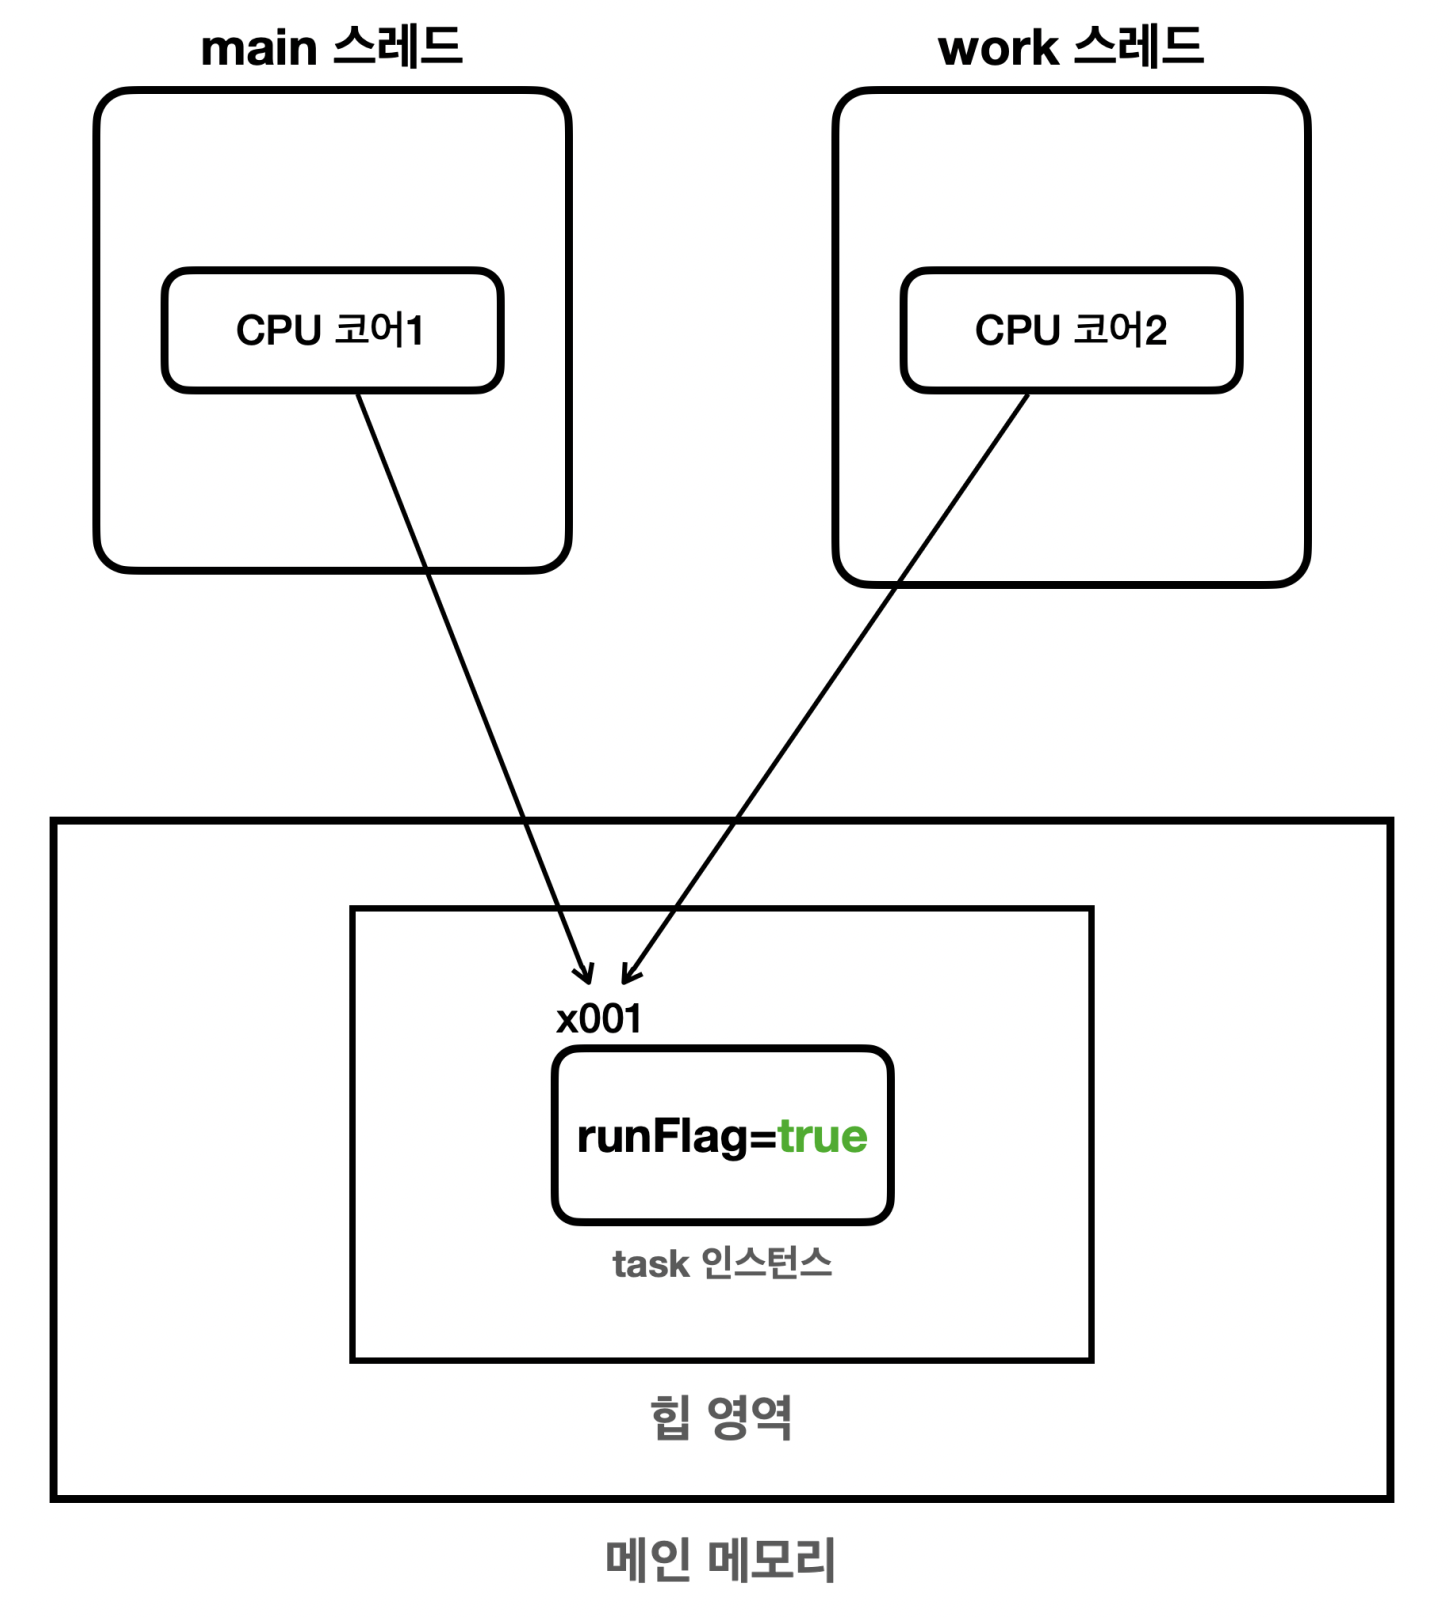 main 스레드
work 스레드
CPU 코어1
CPU 코어2
x001
runFlag=true
task 인스턴스
힙 영역
메인 메모리